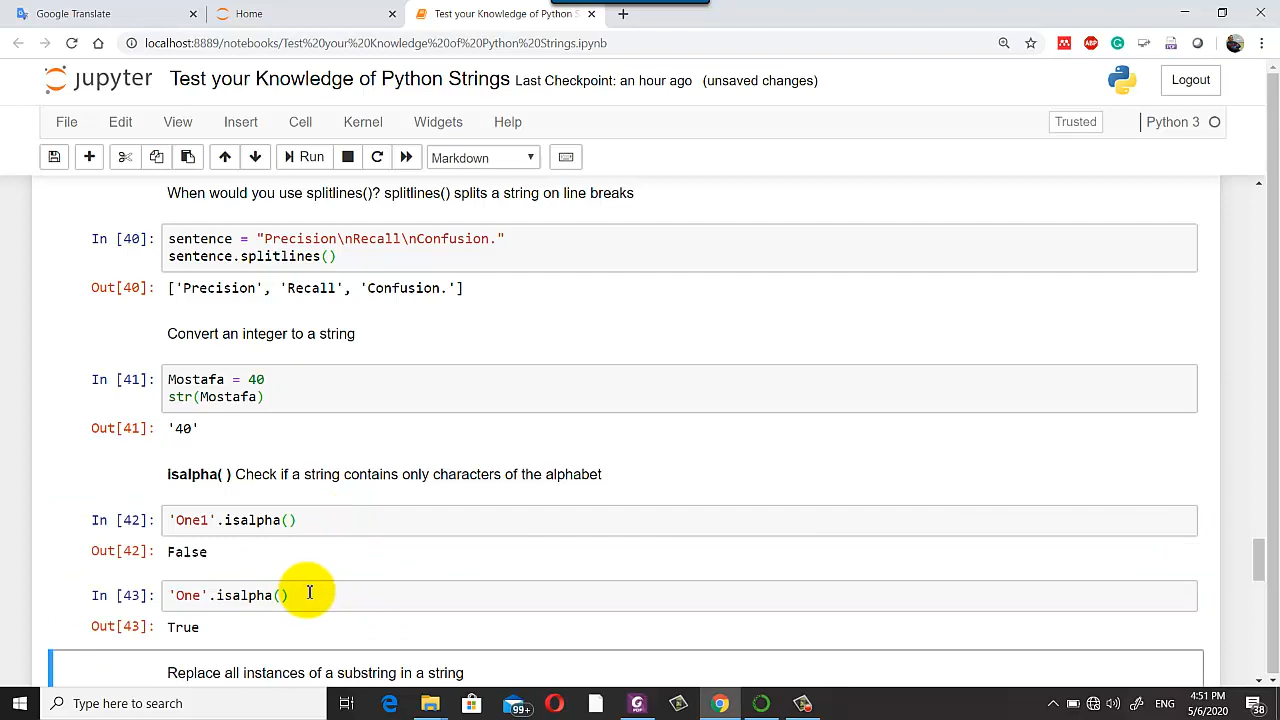 Google Translate
Home
Test your Knowledge of Python S
localhost:8889/notebooks/Test%20your%20Knowledge%20of%20Python%20Strings.ipynb
ABP
jupyter
Test your Knowledge of Python Strings Last Checkpoint: an hour ago (unsaved changes)
Logout
File Edit View Insert Cell Kernel Widgets Help
Trusted
Python 3
Run
Markdown
When would you use splitlines()? splitlines() splits a string on line breaks
In [40]: sentence = "Precision\nRecall\nConfusion."
sentence.splitlines()
Out[40]: ['Precision', 'Recall', 'Confusion.']
Convert an integer to a string
In [41]: Mostafa = 40
str(Mostafa)
Out[41]: '40'
isalpha( ) Check if a string contains only characters of the alphabet
In [42]: 'One1'.isalpha()
Out[42]: False
In [43]: 'One'.isalpha()
Out[43]: True
Replace all instances of a substring in a string
Type here to search
99+
ENG
4:51 PM
5/6/2020
38